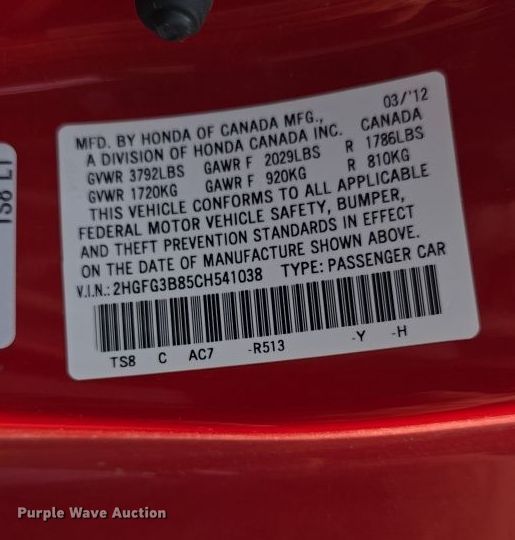 MFD. BY HONDA OF CANADA MFG., 03/'12
A DIVISION OF HONDA CANADA INC. CANADA
GVWR 3792LBS GAWR F 2029LBS R 1786LBS
GVWR 1720KG GAWR F 920KG R 810KG
THIS VEHICLE CONFORMS TO ALL APPLICABLE
FEDERAL MOTOR VEHICLE SAFETY, BUMPER,
AND THEFT PREVENTION STANDARDS IN EFFECT
ON THE DATE OF MANUFACTURE SHOWN ABOVE.
V.I.N.: 2HGFG3B85CH541038 TYPE: PASSENGER CAR
TS8 C AC7 -R513 -Y -H
TS8 L1
Purple Wave Auction